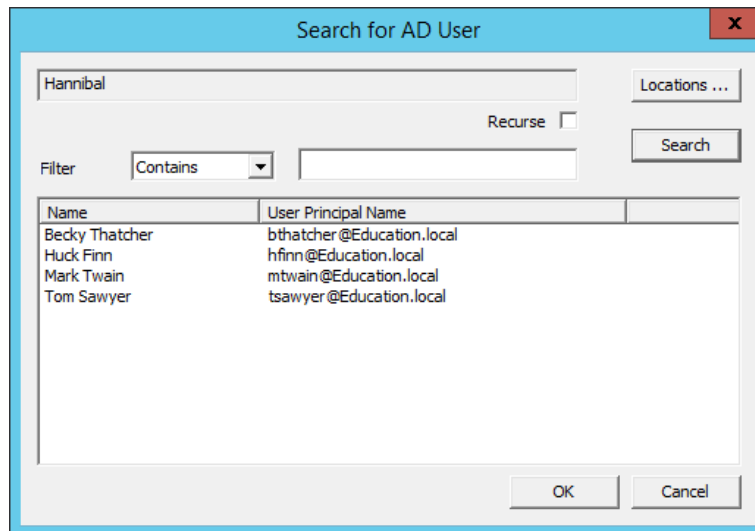 Search for AD User
x
Hannibal
Locations ...
Recurse
Search
Filter Contains
Name User Principal Name
Becky Thatcher bthatcher@Education.local
Huck Finn hfinn@Education.local
Mark Twain mtwain@Education.local
Tom Sawyer tsawyer@Education.local
OK Cancel